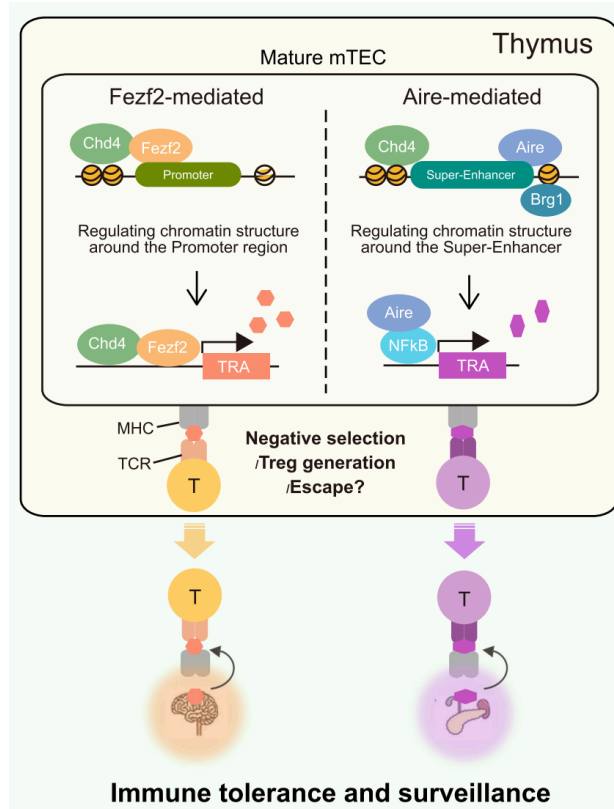 Thymus
Mature mTEC
Fezf2-mediated
Aire-mediated
Chd4
Fezf2
Promoter
Chd4
Aire
Super-Enhancer
Brg1
Regulating chromatin structure
around the Promoter region
Regulating chromatin structure
around the Super-Enhancer
Chd4
Fezf2
TRA
Aire
NFkB
TRA
MHC
TCR
T
Negative selection
/Treg generation
/Escape?
T
T
T
Immune tolerance and surveillance